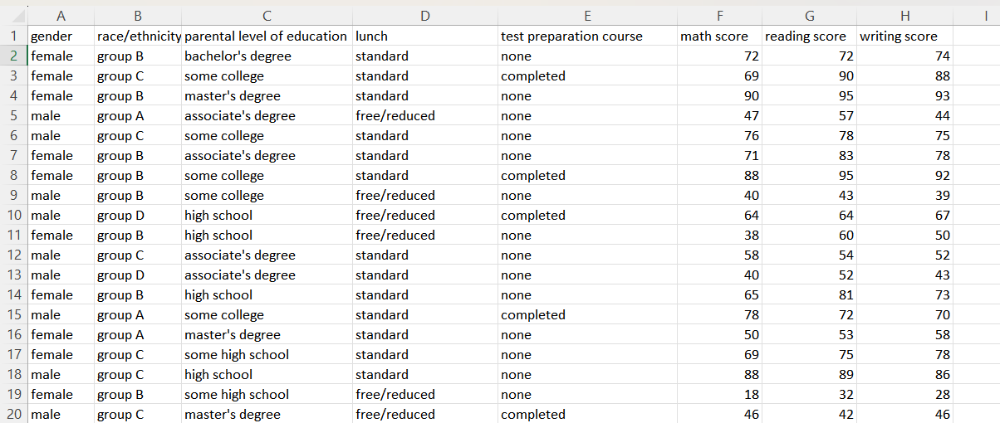 A B C D E F G H I
1 gender race/ethnicity parental level of education lunch test preparation course math score reading score writing score
2 female group B bachelor's degree standard none 72 72 74
3 female group C some college standard completed 69 90 88
4 female group B master's degree standard none 90 95 93
5 male group A associate's degree free/reduced none 47 57 44
6 male group C some college standard none 76 78 75
7 female group B associate's degree standard none 71 83 78
8 female group B some college standard completed 88 95 92
9 male group B some college free/reduced none 40 43 39
10 male group D high school free/reduced completed 64 64 67
11 female group B high school free/reduced none 38 60 50
12 male group C associate's degree standard none 58 54 52
13 male group D associate's degree standard none 40 52 43
14 female group B high school standard none 65 81 73
15 male group A some college standard completed 78 72 70
16 female group A master's degree standard none 50 53 58
17 female group C some high school standard none 69 75 78
18 male group C high school standard none 88 89 86
19 female group B some high school free/reduced none 18 32 28
20 male group C master's degree free/reduced completed 46 42 46